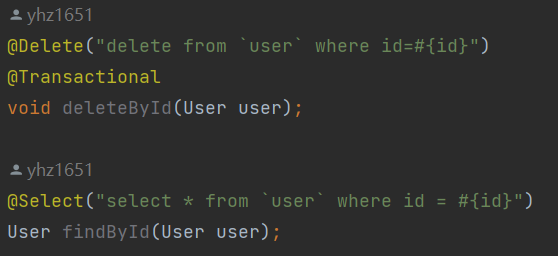 yhz1651
@Delete("delete from `user` where id=#{id}")
@Transactional
void deleteById(User user);
yhz1651
@Select("select * from `user` where id = #{id}")
User findById(User user);